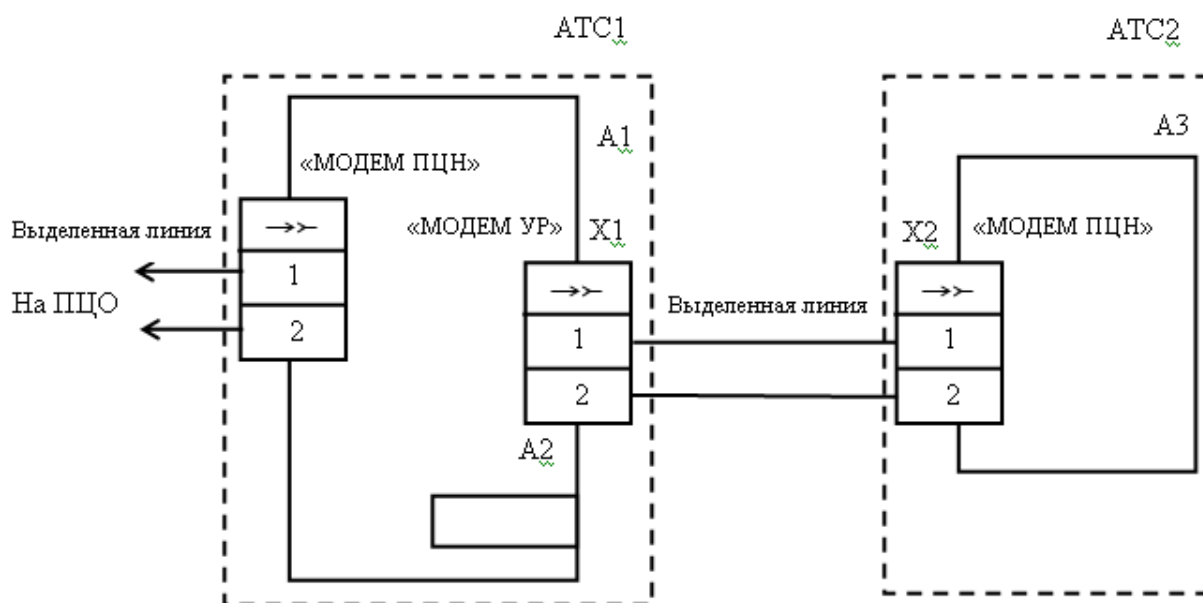 АТС1
АТС2
А1
А3
«МОДЕМ ПЦН»
Выделенная линия
«МОДЕМ УР»
Х1
Х2
«МОДЕМ ПЦН»
1
На ПЦО
2
Выделенная линия
1
1
2
2
А2